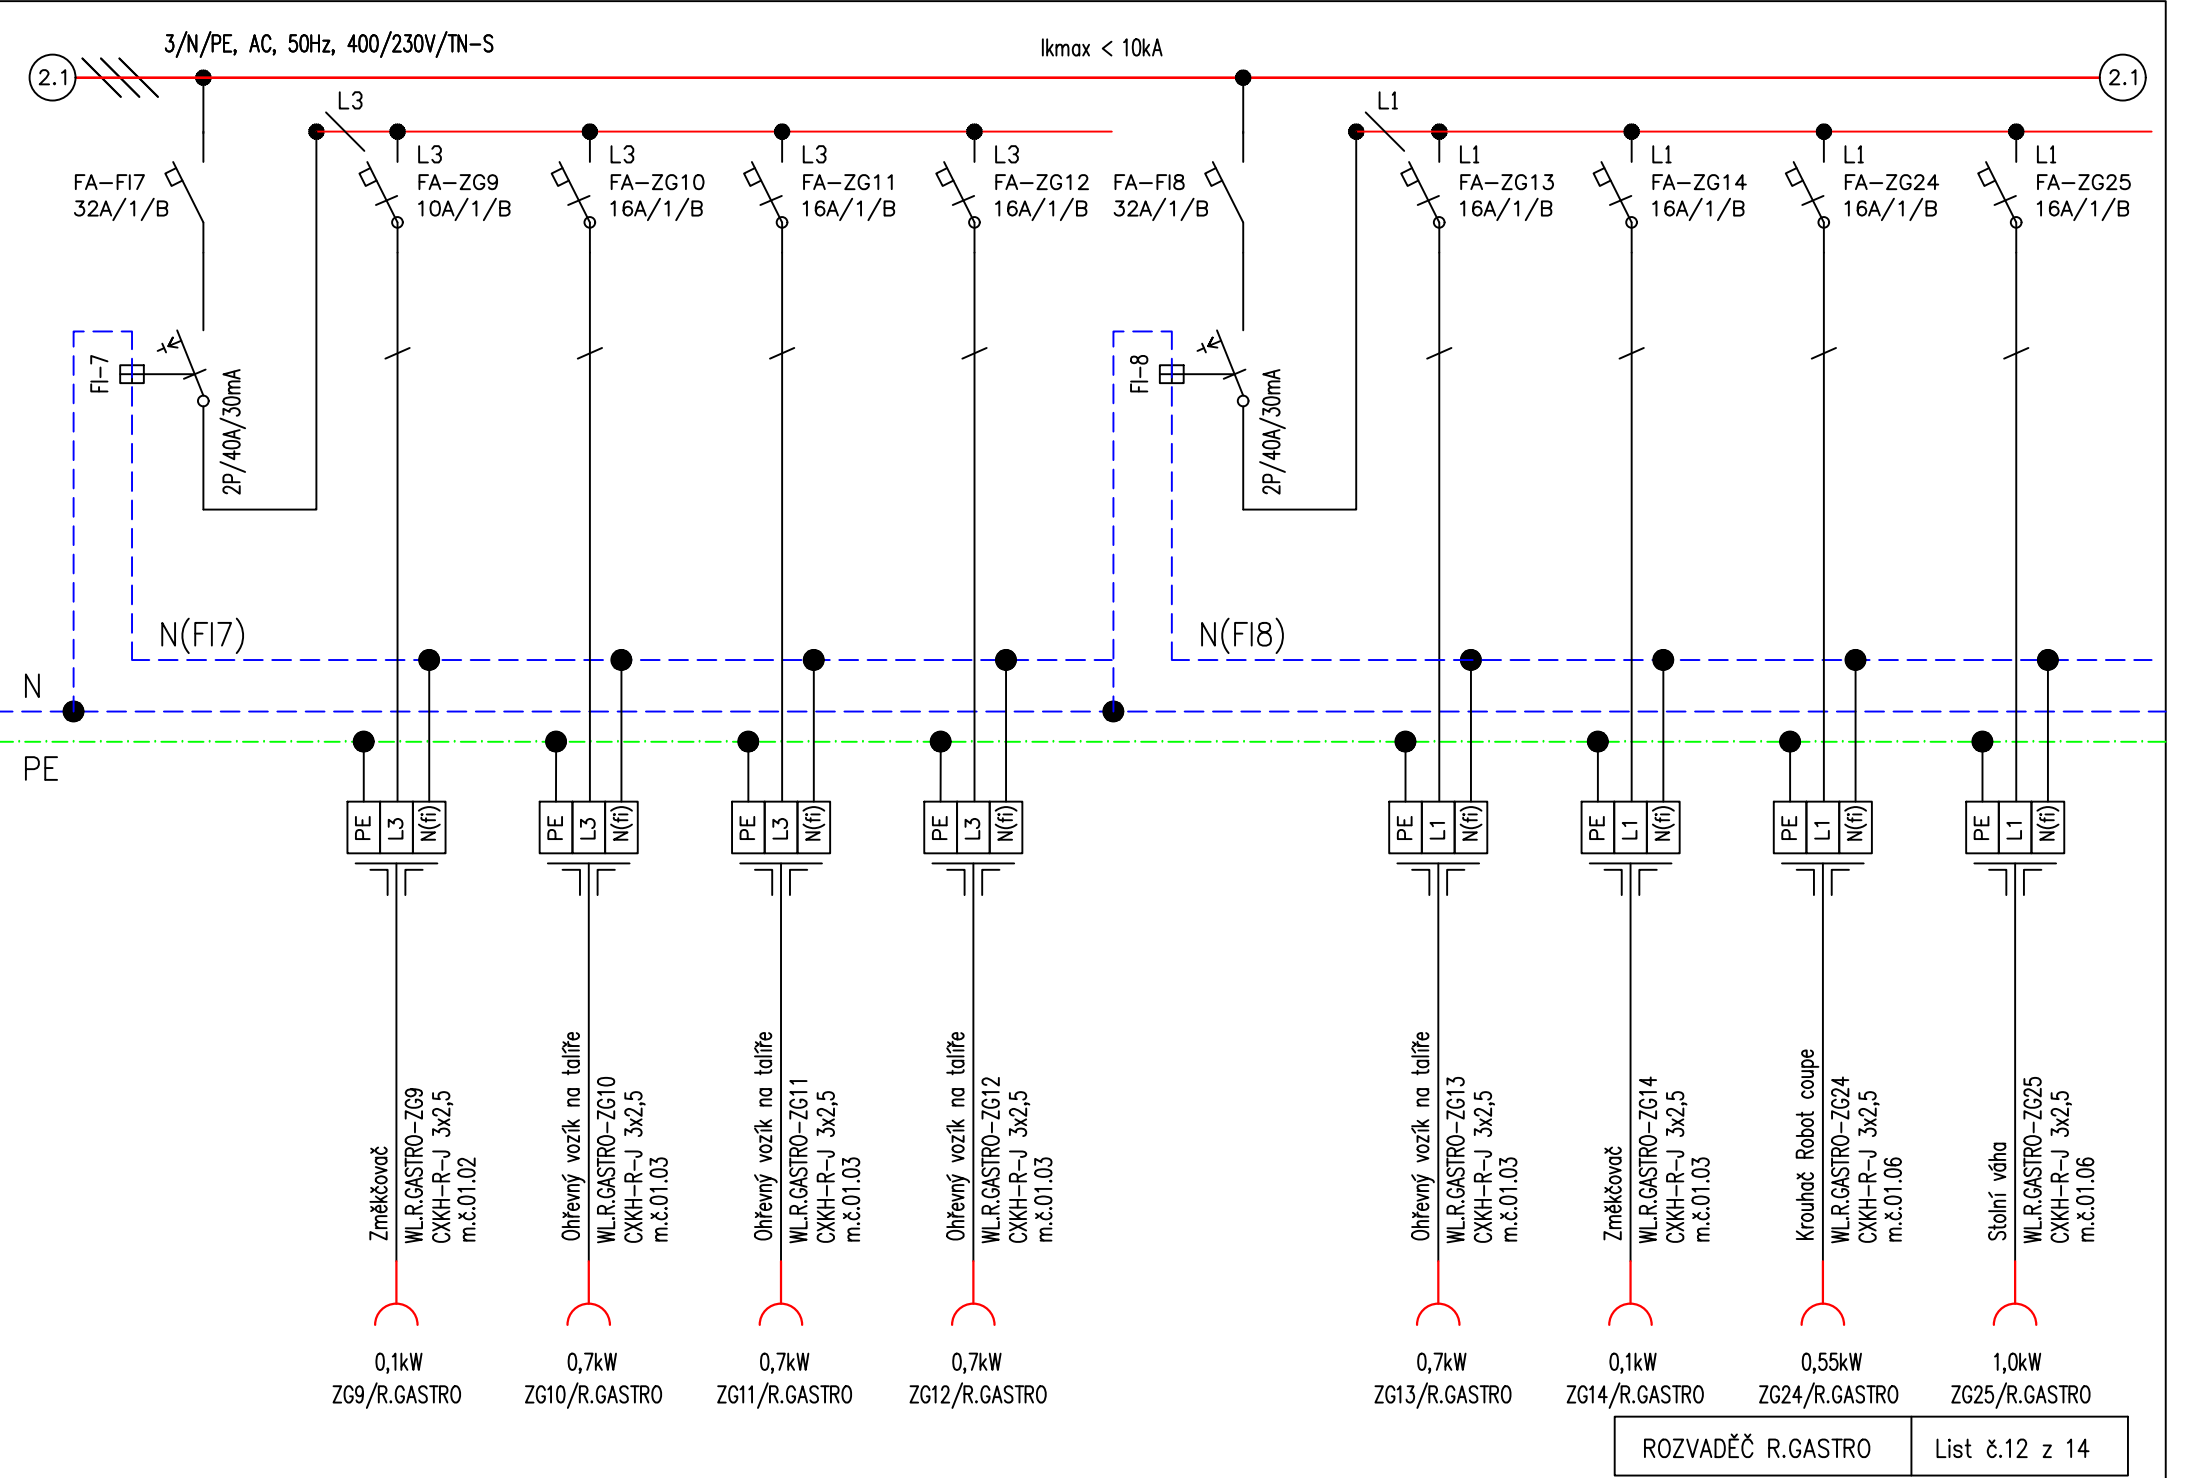 3/N/PE, AC, 50Hz, 400/230V/TN-S
Ikmax < 10kA
2.1
2.1
L3
L1
FA-FI7
32A/1/B
L3
FA-ZG9
10A/1/B
L3
FA-ZG10
16A/1/B
L3
FA-ZG11
16A/1/B
L3
FA-ZG12
16A/1/B
FA-FI8
32A/1/B
L1
FA-ZG13
16A/1/B
L1
FA-ZG14
16A/1/B
L1
FA-ZG24
16A/1/B
L1
FA-ZG25
16A/1/B
FI-7
2P/40A/30mA
FI-8
2P/40A/30mA
N(FI7)
N(FI8)
N
PE
PE L3 N(fi)
PE L3 N(fi)
PE L3 N(fi)
PE L3 N(fi)
PE L1 N(fi)
PE L1 N(fi)
PE L1 N(fi)
PE L1 N(fi)
Změkčovač
WL.R.GASTRO-ZG9
CXKH-R-J 3x2,5
m.č.01.02
Ohřevný vozík na talíře
WL.R.GASTRO-ZG10
CXKH-R-J 3x2,5
m.č.01.03
Ohřevný vozík na talíře
WL.R.GASTRO-ZG11
CXKH-R-J 3x2,5
m.č.01.03
Ohřevný vozík na talíře
WL.R.GASTRO-ZG12
CXKH-R-J 3x2,5
m.č.01.03
Ohřevný vozík na talíře
WL.R.GASTRO-ZG13
CXKH-R-J 3x2,5
m.č.01.03
Změkčovač
WL.R.GASTRO-ZG14
CXKH-R-J 3x2,5
m.č.01.03
Krouhač Robot coupe
WL.R.GASTRO-ZG24
CXKH-R-J 3x2,5
m.č.01.06
Stolní váha
WL.R.GASTRO-ZG25
CXKH-R-J 3x2,5
m.č.01.06
0,1kW
ZG9/R.GASTRO
0,7kW
ZG10/R.GASTRO
0,7kW
ZG11/R.GASTRO
0,7kW
ZG12/R.GASTRO
0,7kW
ZG13/R.GASTRO
0,1kW
ZG14/R.GASTRO
0,55kW
ZG24/R.GASTRO
1,0kW
ZG25/R.GASTRO
ROZVADĚČ R.GASTRO
List č.12 z 14